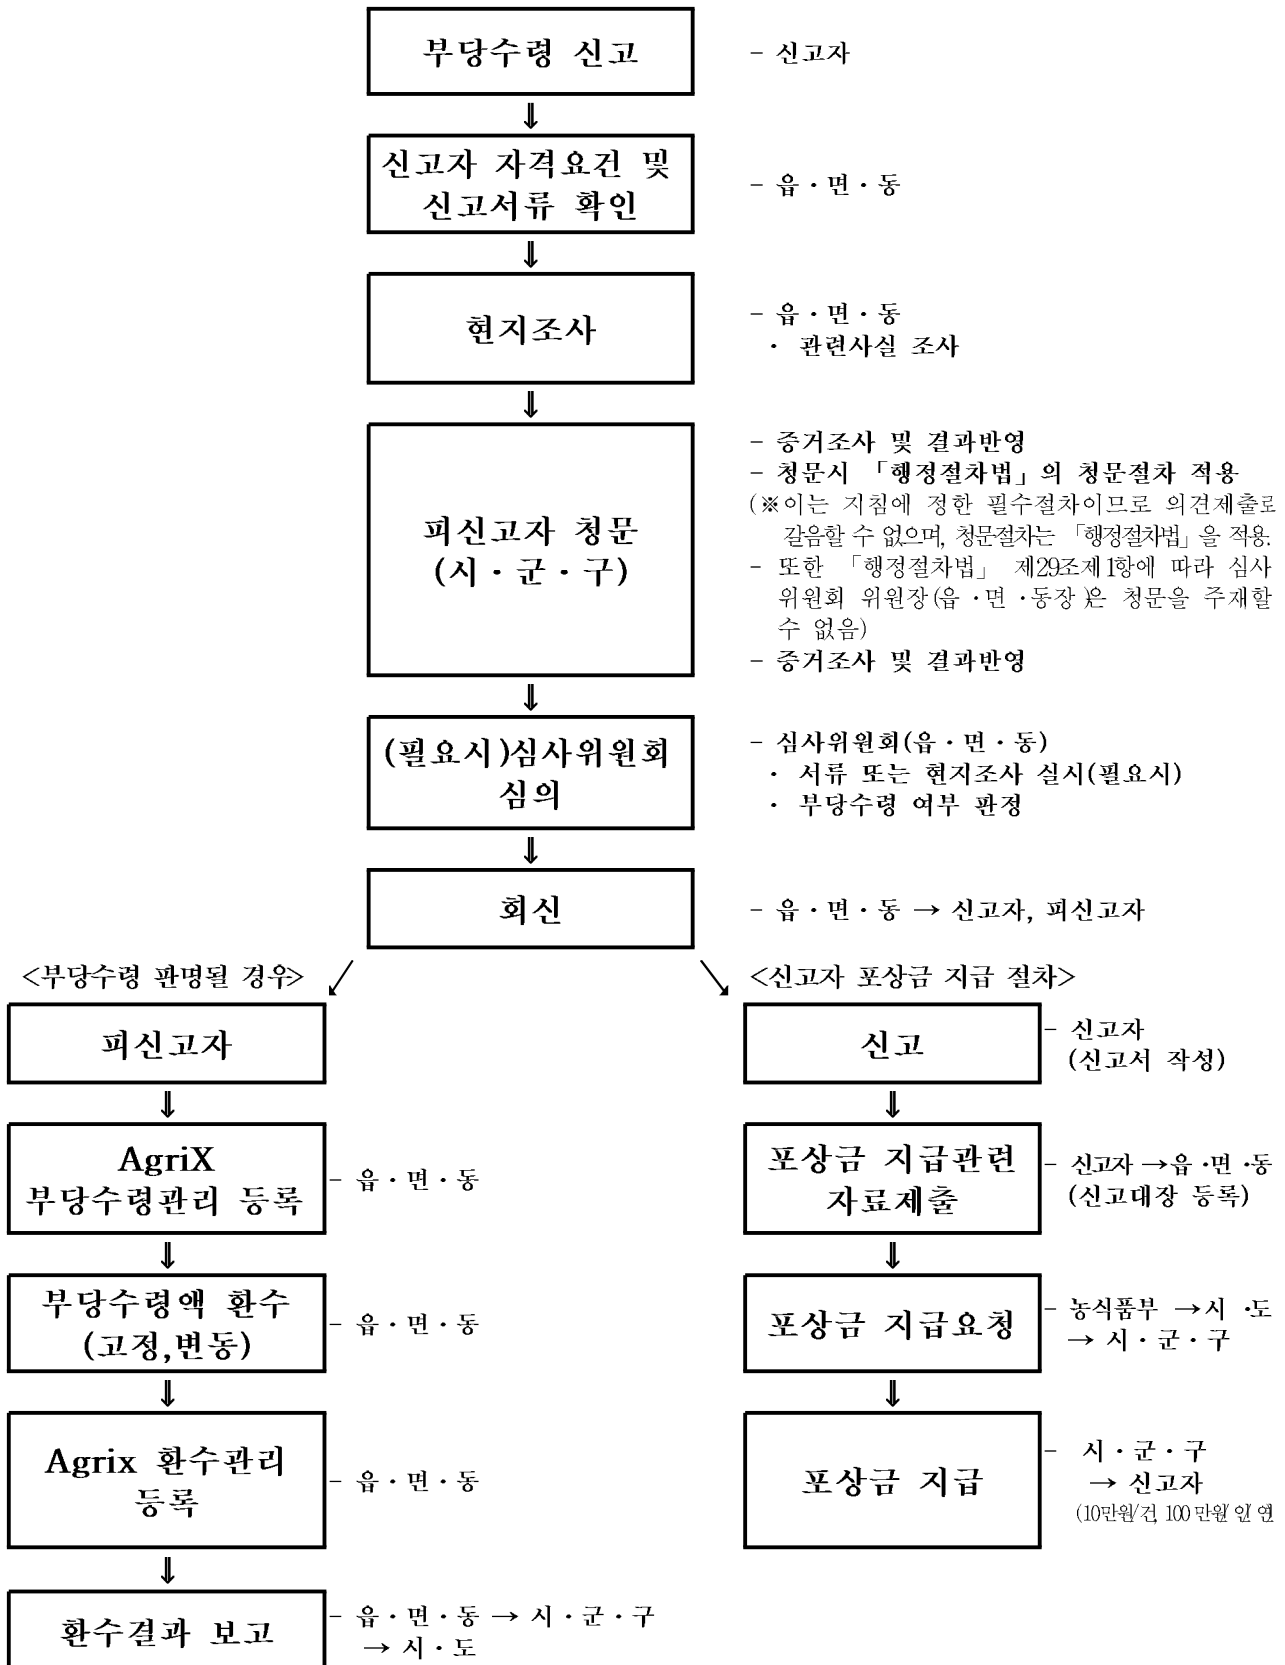 부당수령 신고
- 신고자
⇓
신고자 자격요건 및
신고서류 확인
- 읍·면·동
⇓
현지조사
- 읍·면·동
· 관련사실 조사
⇓
피신고자 청문
(시·군·구)
- 증거조사 및 결과반영
- 청문시 「행정절차법」의 청문절차 적용
(※이는 지침에 정한 필수절차이므로 의견제출로
갈음할 수 없으며, 청문절차는 「행정절차법」을 적용.
- 또한 「행정절차법」 제29조제1항에 따라 심사
위원회 위원장(읍·면·동장)은 청문을 주재할
수 없음)
- 증거조사 및 결과반영
⇓
(필요시)심사위원회
심의
- 심사위원회(읍·면·동)
· 서류 또는 현지조사 실시(필요시)
· 부당수령 여부 판정
⇓
회신
- 읍·면·동 → 신고자, 피신고자
<부당수령 판명될 경우>
피신고자
⇓
AgriX
부당수령관리 등록
- 읍·면·동
⇓
부당수령액 환수
(고정,변동)
- 읍·면·동
⇓
Agrix 환수관리
등록
- 읍·면·동
⇓
환수결과 보고
- 읍·면·동 → 시·군·구
→ 시·도
<신고자 포상금 지급 절차>
신고
- 신고자
(신고서 작성)
⇓
포상금 지급관련
자료제출
- 신고자 →읍·면·동
(신고대장 등록)
⇓
포상금 지급요청
- 농식품부 →시·도
→ 시·군·구
⇓
포상금 지급
- 시·군·구
→ 신고자
(10만원/건, 100만원/인·연